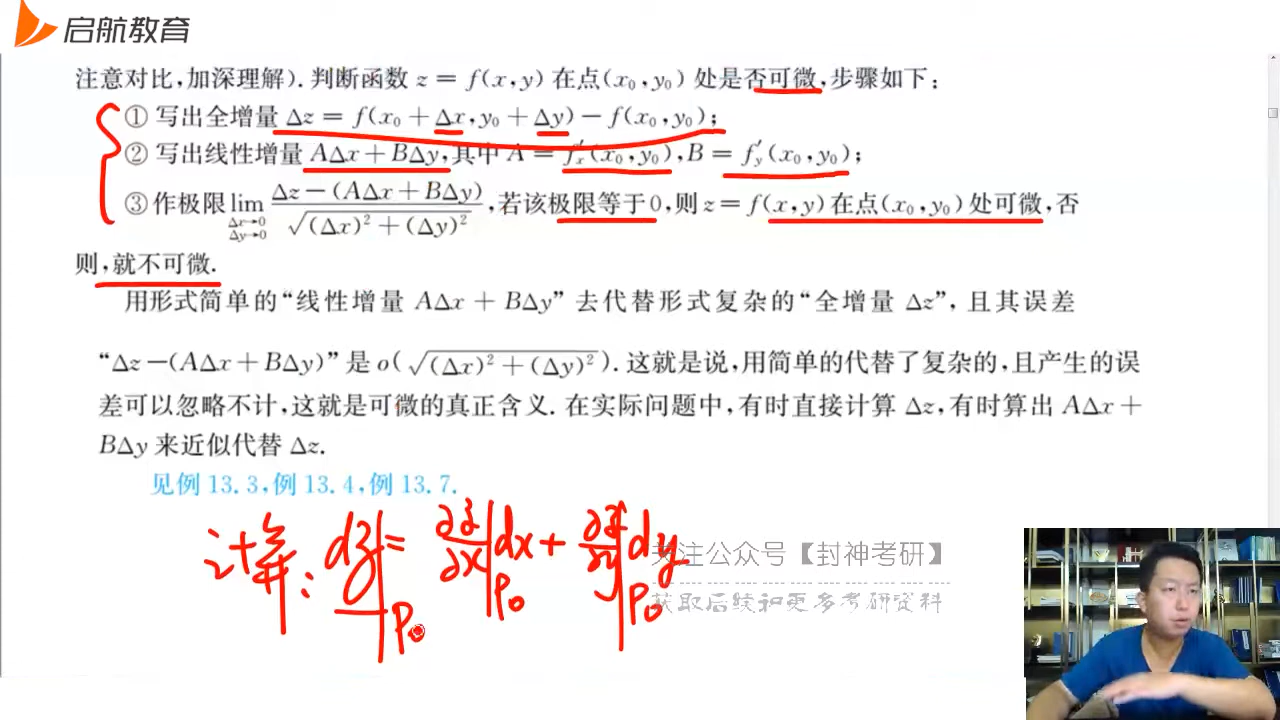 启航教育
注意对比,加深理解).判断函数 z = f(x,y) 在点(x₀,y₀) 处是否可微,步骤如下:
① 写出全增量 Δz = f(x₀ + Δx,y₀ + Δy) − f(x₀,y₀);
② 写出线性增量 AΔx + BΔy,其中 A = f′ₓ(x₀,y₀),B = f′ᵧ(x₀,y₀);
③ 作极限 lim_{Δx→0 Δy→0} (Δz − (AΔx + BΔy))/√((Δx)² + (Δy)²),若该极限等于 0,则 z = f(x,y) 在点(x₀,y₀) 处可微,否
则,就不可微.
用形式简单的“线性增量 AΔx + BΔy”去代替形式复杂的“全增量 Δz”, 且其误差
“Δz − (AΔx + BΔy)”是 o(√((Δx)² + (Δy)²)). 这就是说,用简单的代替了复杂的,且产生的误
差可以忽略不计,这就是可微的真正含义. 在实际问题中,有时直接计算 Δz,有时算出 AΔx +
BΔy 来近似代替 Δz.
见例 13.3,例 13.4,例 13.7.
计算: dz|P₀ = ∂z/∂x|P₀ dx + ∂z/∂y|P₀ dy
关注公众号【封神考研】
获取后续和更多考研资料